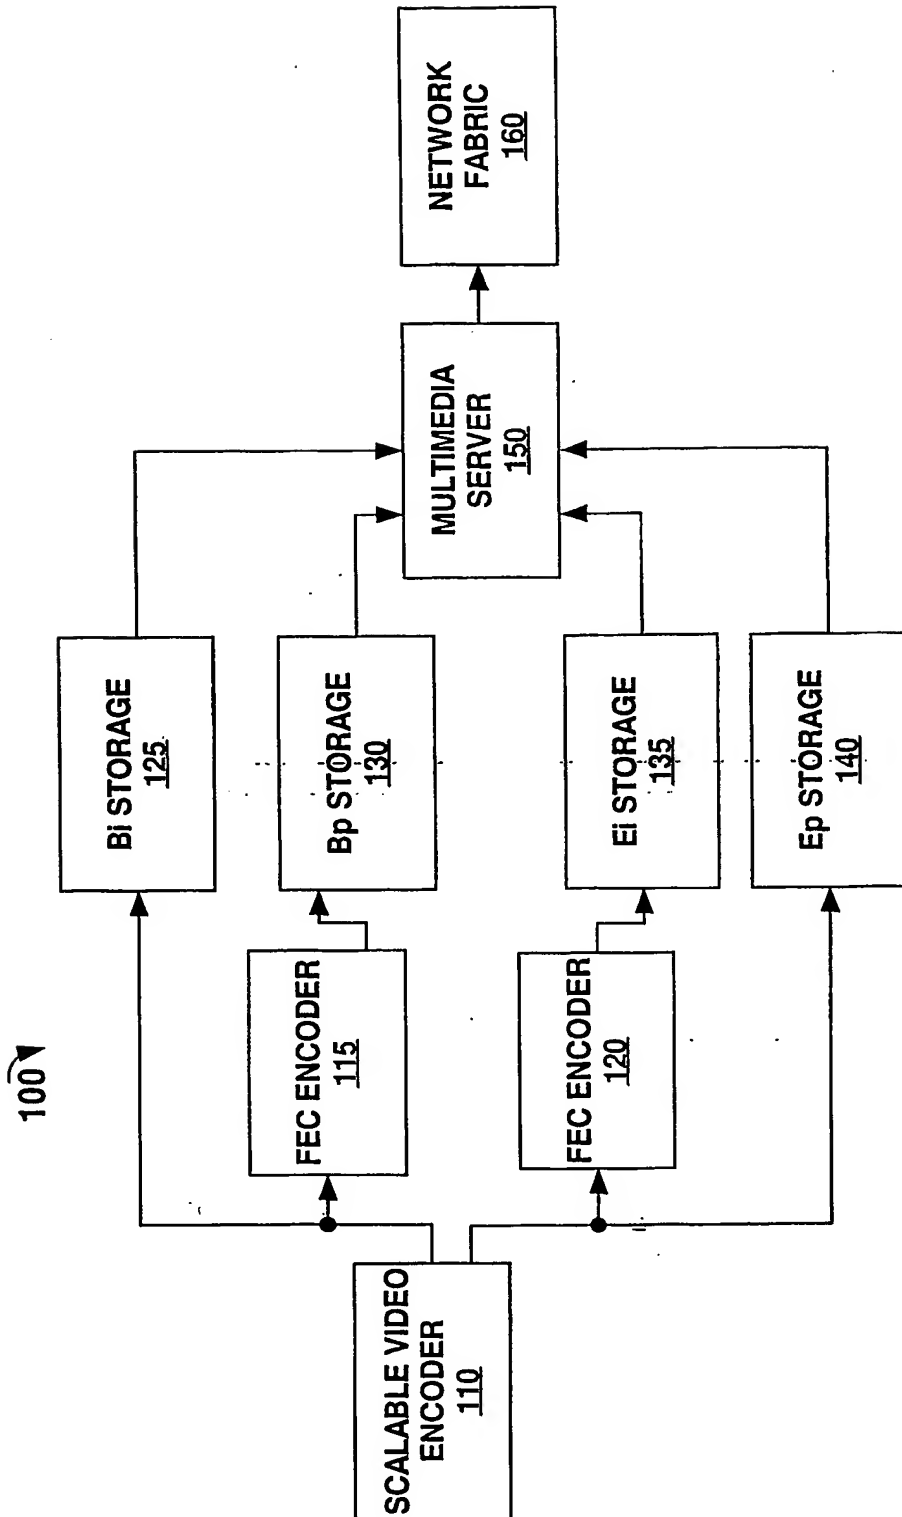 100
SCALABLE VIDEO
ENCODER
110
FEC ENCODER
115
FEC ENCODER
120
Bi STORAGE
125
Bp STORAGE
130
Ei STORAGE
135
Ep STORAGE
140
MULTIMEDIA
SERVER
150
NETWORK
FABRIC
160